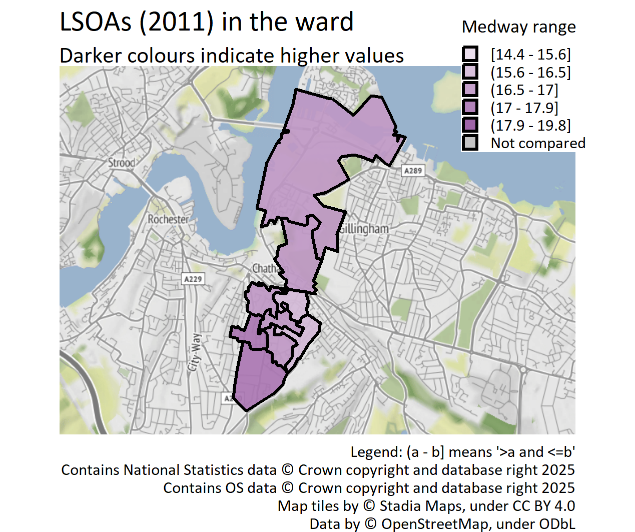 LSOAs (2011) in the ward
Darker colours indicate higher values
Medway range
[14.4 - 15.6]
(15.6 - 16.5]
(16.5 - 17]
(17 - 17.9]
(17.9 - 19.8]
Not compared
A289
Strood
Rochester
Gillingham
Chath
A229
City Way
A2
Legend: (a - b] means '>a and <=b'
Contains National Statistics data © Crown copyright and database right 2025
Contains OS data © Crown copyright and database right 2025
Map tiles by © Stadia Maps, under CC BY 4.0
Data by © OpenStreetMap, under ODbL